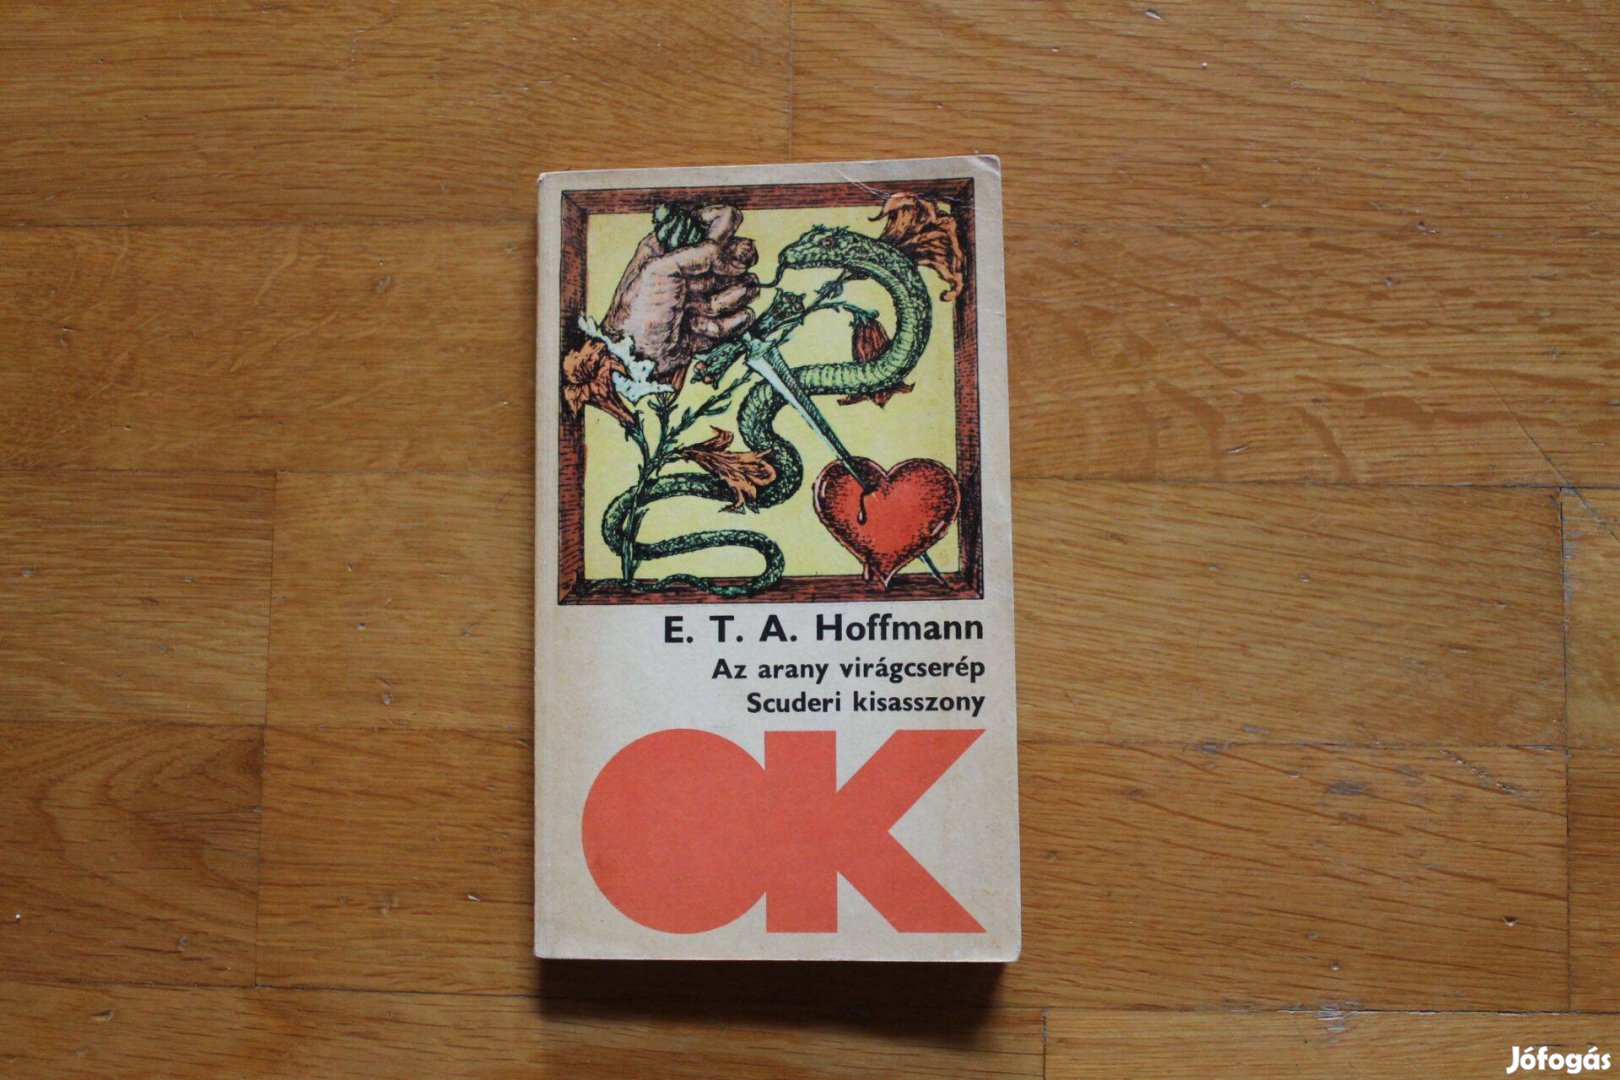 E. T. A. Hoffmann
Az arany virágcserép
Scuderi kisasszony
OK
Jófogás